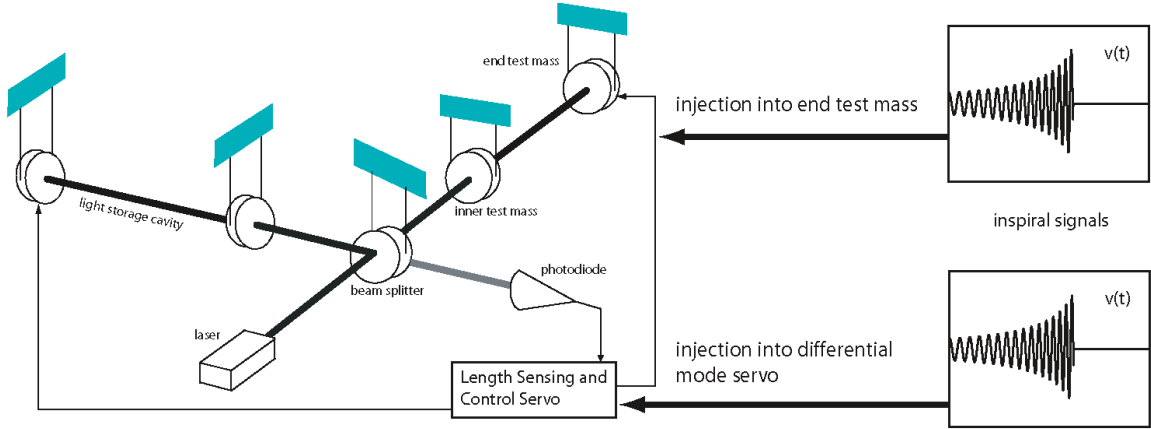 end test mass
v(t)
injection into end test mass
light storage cavity
inner test mass
inspiral signals
photodiode
beam splitter
v(t)
laser
injection into differential
mode servo
Length Sensing and
Control Servo